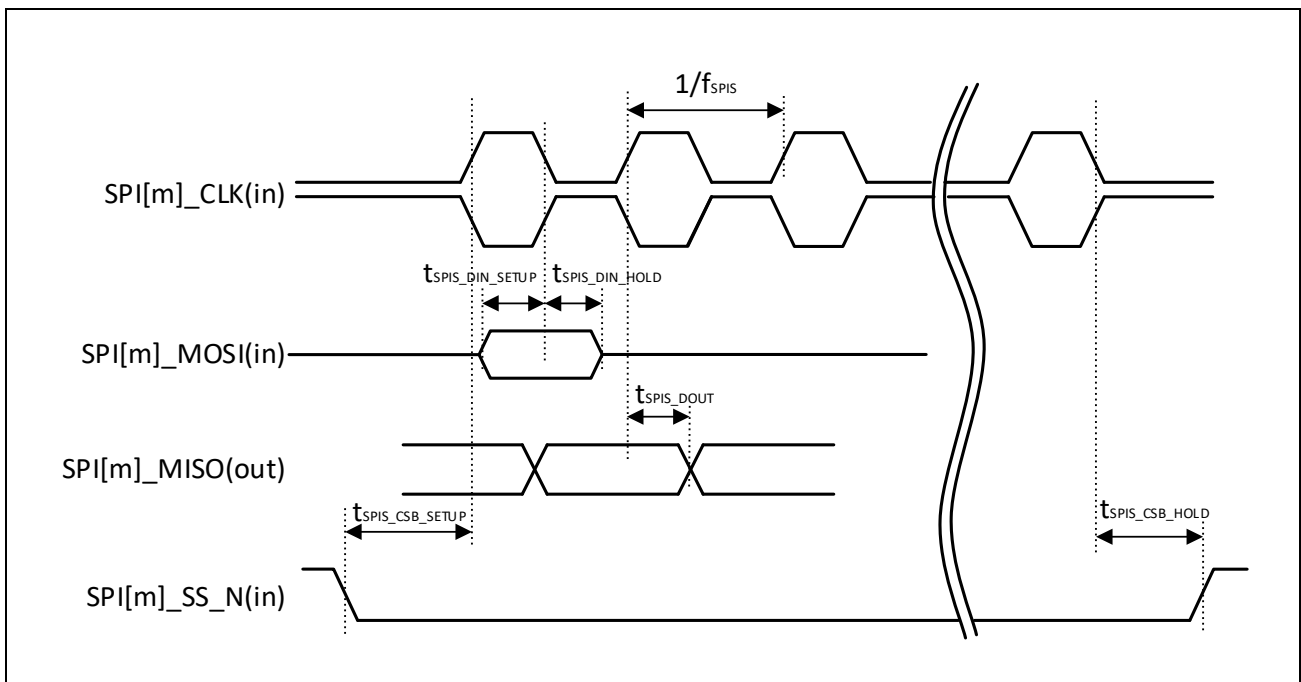 1/fSPIS
SPI[m]_CLK(in)
tSPIS_DIN_SETUP tSPIS_DIN_HOLD
SPI[m]_MOSI(in)
tSPIS_DOUT
SPI[m]_MISO(out)
tSPIS_CSB_SETUP tSPIS_CSB_HOLD
SPI[m]_SS_N(in)